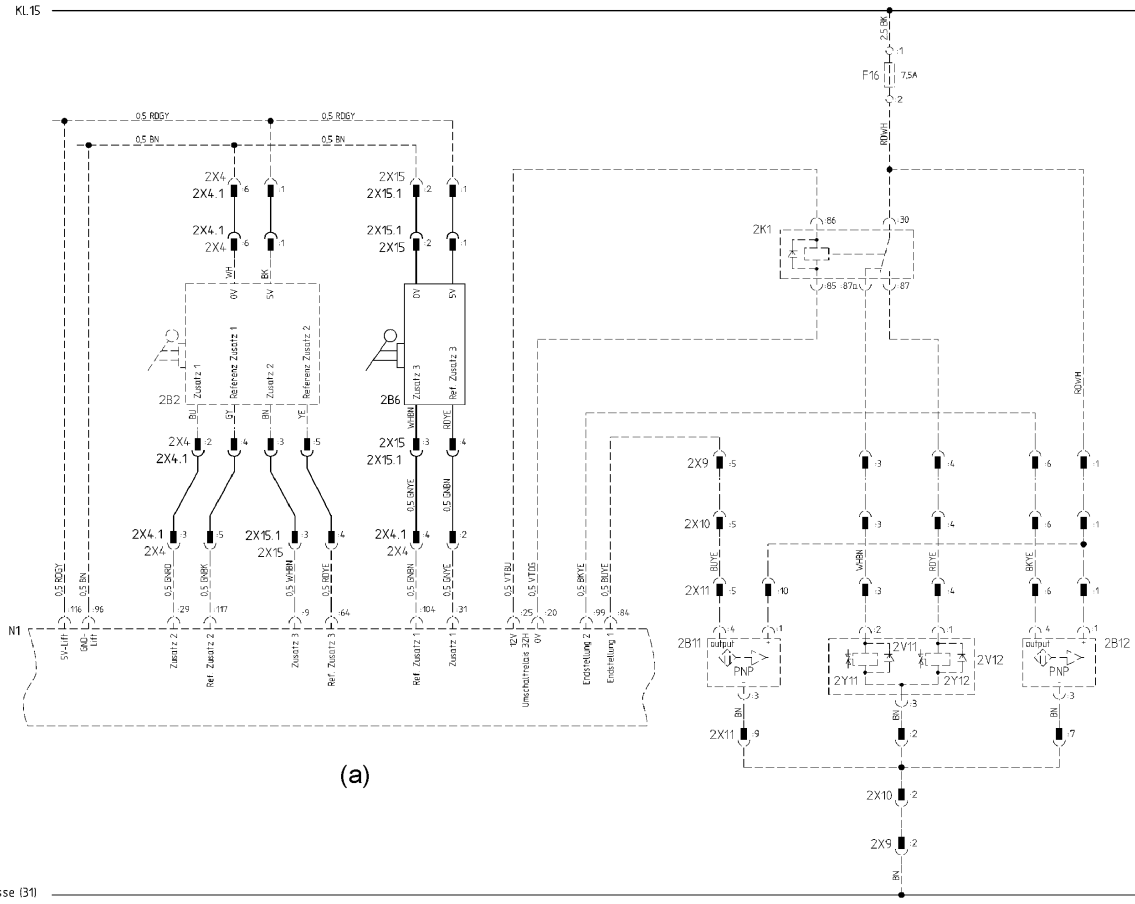 KL.15
2.5 BK
:1
F16 7,5A
:2
RDWH
0,5 RDGY 0,5 RDGY
0,5 BN 0,5 BN
2X4 2X15
2X4.1 :6 :1 2X15.1 :2 :1
2X4.1 2X15.1
2X4 :6 :1 2X15 :2 :1
:86 :30
2K1
WH BK
:85 :87a :87
0V 5V 0V 5V
Zusatz 1 Referenz Zusatz 1 Zusatz 2 Referenz Zusatz 2
Zusatz 3 Ref. Zusatz 3
2B2 2B6
RDWH
BU GY BN YE WHBN RDYE
2X4 :2 :4 :3 :5 2X15 :3 :4
2X4.1 2X15.1
2X9 :5 :3 :4 :6 :1
0,5 GNYE 0,5 GNBN
2X10 :5 :3 :4 :6 :1
2X4.1 :3 :5 2X15.1 :3 :4 2X4.1 :4 :2
2X4 2X15 2X4
BUYE WHBN RDYE BKYE
0,5 RDGY 0,5 BN 0,5 GNRD 0,5 GNBK 0,5 WHBN 0,5 RDYE 0,5 GNBN 0,5 GNYE 0,5 VTBU 0,5 VTOG 0,5 BKYE 0,5 BUYE
2X11 :5 :10 :3 :4 :6 :1
:116 :96 :29 :117 :9 :64 :104 :31 :25 :20 :99 :84
N1
5V-Lift
GND-Lift
Zusatz 2
Ref. Zusatz 2
Zusatz 3
Ref. Zusatz 3
Ref. Zusatz 1
Zusatz 1
12V
Umschaltrelais 3ZH
0V
Endstellung 2
Endstellung 1
:4 :1 :2 :1 4 :1
2B11 output + 2V11 2V12 output + 2B12
PNP 2Y11 2Y12 PNP
:3 :3 :3
BN BN BN
2X11 :9 :2 :7
(a)
2X10 :2
2X9 :2
BN
sse (31)